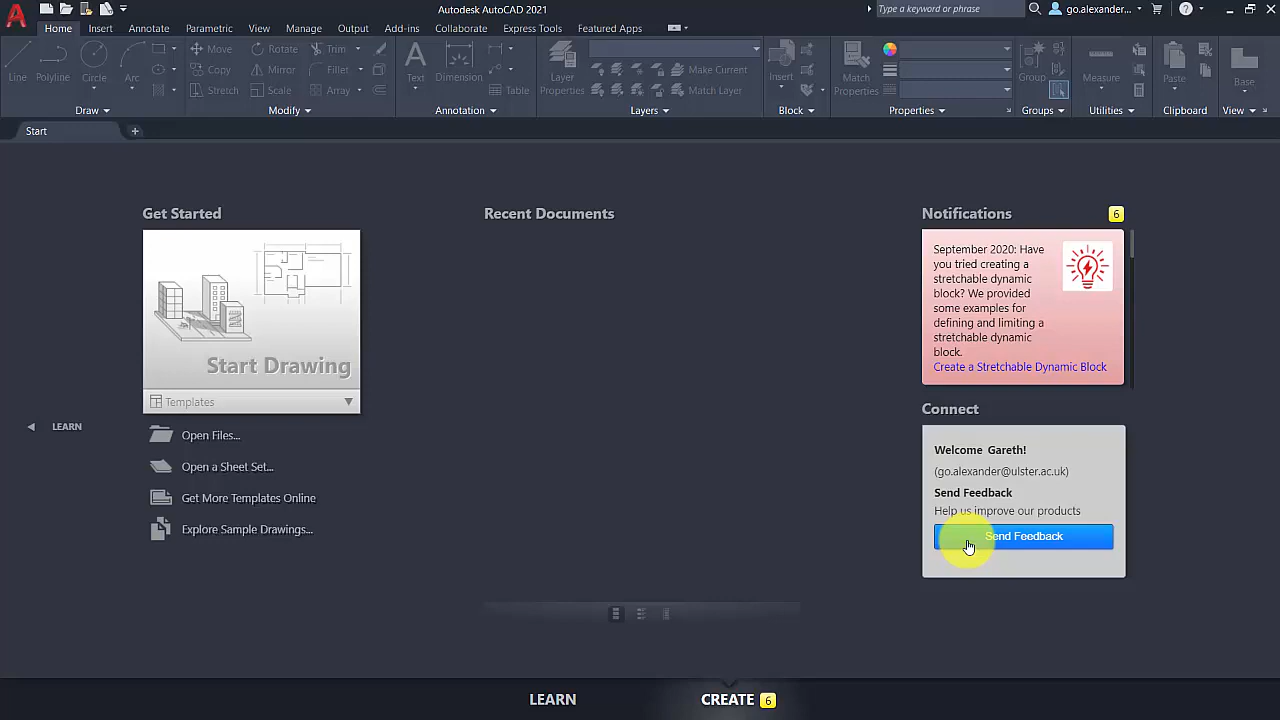 Autodesk AutoCAD 2021
Type a keyword or phrase
go.alexander...
Home Insert Annotate Parametric View Manage Output Add-ins Collaborate Express Tools Featured Apps
Line Polyline Circle Arc
Move Rotate Trim
Copy Mirror Fillet
Stretch Scale Array
Text Dimension Table
Layer Properties
Make Current
Match Layer
Insert
Match Properties
Group
Measure
Paste
Base
Draw Modify Annotation Layers Block Properties Groups Utilities Clipboard View
Start
Get Started
Start Drawing
Templates
Open Files...
Open a Sheet Set...
Get More Templates Online
Explore Sample Drawings...
LEARN
Recent Documents
Notifications 6
September 2020: Have
you tried creating a
stretchable dynamic
block? We provided
some examples for
defining and limiting a
stretchable dynamic
block.
Create a Stretchable Dynamic Block
Connect
Welcome Gareth!
(go.alexander@ulster.ac.uk)
Send Feedback
Help us improve our products
Send Feedback
LEARN CREATE 6